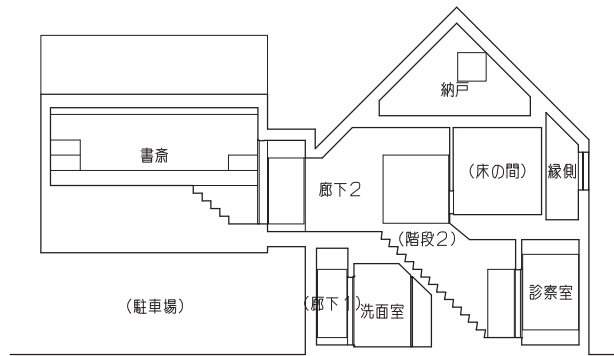 納戸
書斎
(床の間)
縁側
廊下2
(階段2)
診察室
(駐車場)
(廊下1)
洗面室